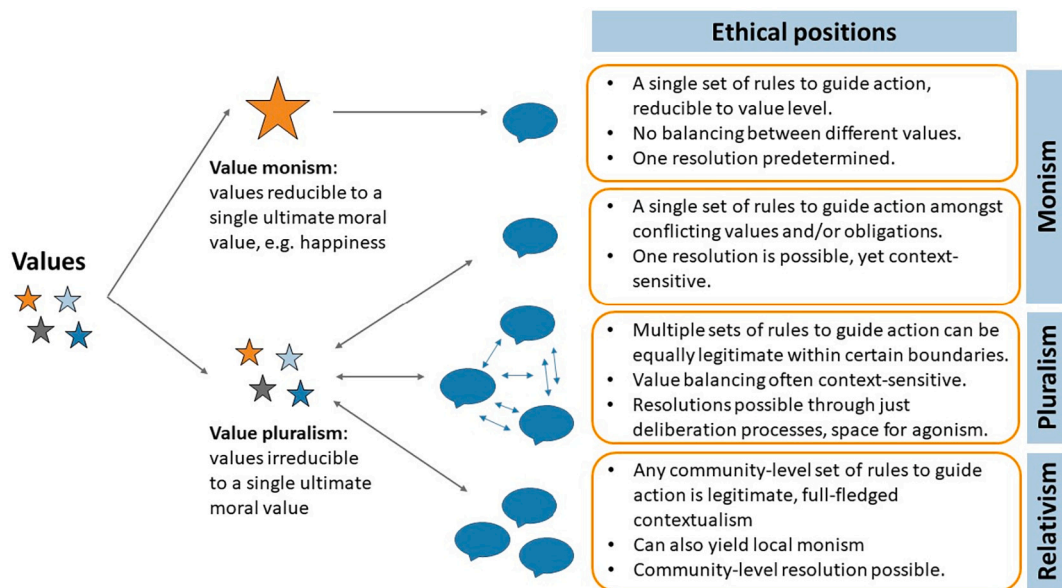 Ethical positions
• A single set of rules to guide action,
reducible to value level.
• No balancing between different values.
• One resolution predetermined.
Value monism:
values reducible to a
single ultimate moral
value, e.g. happiness
• A single set of rules to guide action amongst
conflicting values and/or obligations.
• One resolution is possible, yet context-
sensitive.
Monism
Values
• Multiple sets of rules to guide action can be
equally legitimate within certain boundaries.
• Value balancing often context-sensitive.
• Resolutions possible through just
deliberation processes, space for agonism.
Pluralism
Value pluralism:
values irreducible
to a single ultimate
moral value
• Any community-level set of rules to guide
action is legitimate, full-fledged
contextualism
• Can also yield local monism
• Community-level resolution possible.
Relativism